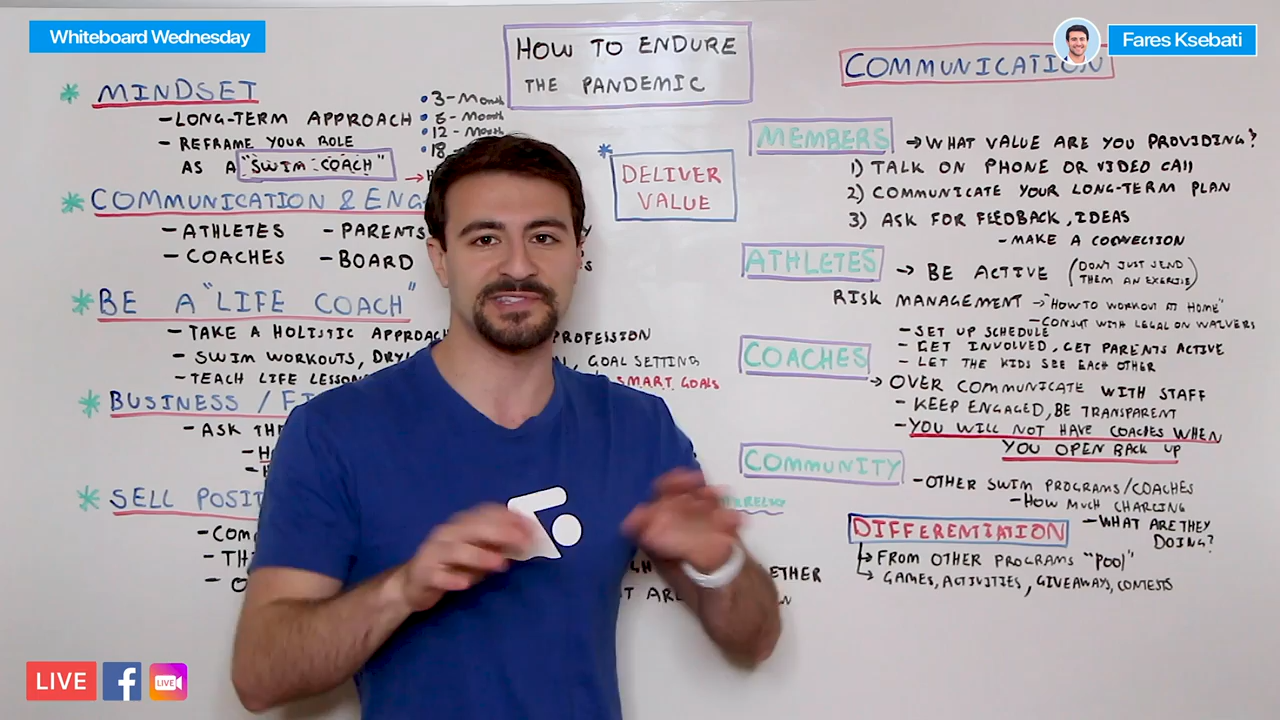 Whiteboard Wednesday
Fares Ksebati
HOW TO ENDURE
THE PANDEMIC
* MINDSET
- LONG-TERM APPROACH
- REFRAME YOUR ROLE
AS A "SWIM COACH"
• 3-Month
• 6-Month
• 12-Month
• 18-
* COMMUNICATION & ENG
- ATHLETES - PARENTS
- COACHES - BOARD
* BE A "LIFE COACH"
- TAKE A HOLISTIC APPROACH
PROFESSION
- SWIM WORKOUTS,
, GOAL SETTING
- TEACH LIFE
SMART GOALS
* BUSINESS /
- ASK THE
* SELL
* DELIVER
VALUE
ETHER
COMMUNICATION
MEMBERS → WHAT VALUE ARE YOU PROVIDING?
1) TALK ON PHONE OR VIDEO CALL
2) COMMUNICATE YOUR LONG-TERM PLAN
3) ASK FOR FEEDBACK, IDEAS
- MAKE A CONNECTION
ATHLETES → BE ACTIVE (DON'T JUST SEND
THEM AN EXERCISE)
RISK MANAGEMENT → "HOW TO WORKOUT AT HOME"
- CONSULT WITH LEGAL ON WAIVERS
- SET UP SCHEDULE
- GET INVOLVED, GET PARENTS ACTIVE
- LET THE KIDS SEE EACH OTHER
COACHES → OVER COMMUNICATE WITH STAFF
- KEEP ENGAGED, BE TRANSPARENT
- YOU WILL NOT HAVE COACHES WHEN
YOU OPEN BACK UP
COMMUNITY - OTHER SWIM PROGRAMS/COACHES
- HOW MUCH CHARGING
- WHAT ARE THEY
DOING?
DIFFERENTIATION
→ FROM OTHER PROGRAMS "POOL"
→ GAMES, ACTIVITIES, GIVEAWAYS, CONTESTS
LIVE
LIVE